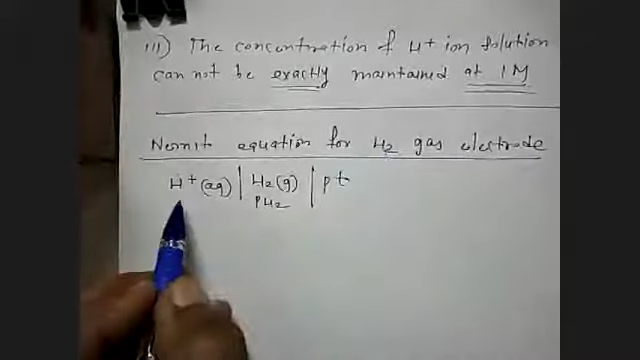 III) The concentration of H+ ion solution
can not be exactly maintained at 1M
Nernst equation for H2 gas electrode
H+(aq) | H2(g) | pt
PH2